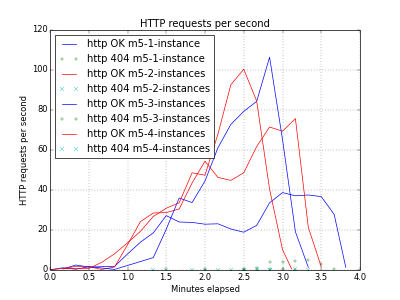 HTTP requests per second
120
100
80
60
40
20
0
HTTP requests per second
http OK m5-1-instance
http 404 m5-1-instance
http OK m5-2-instances
http 404 m5-2-instances
http OK m5-3-instances
http 404 m5-3-instances
http OK m5-4-instances
http 404 m5-4-instances
0.0 0.5 1.0 1.5 2.0 2.5 3.0 3.5 4.0
Minutes elapsed